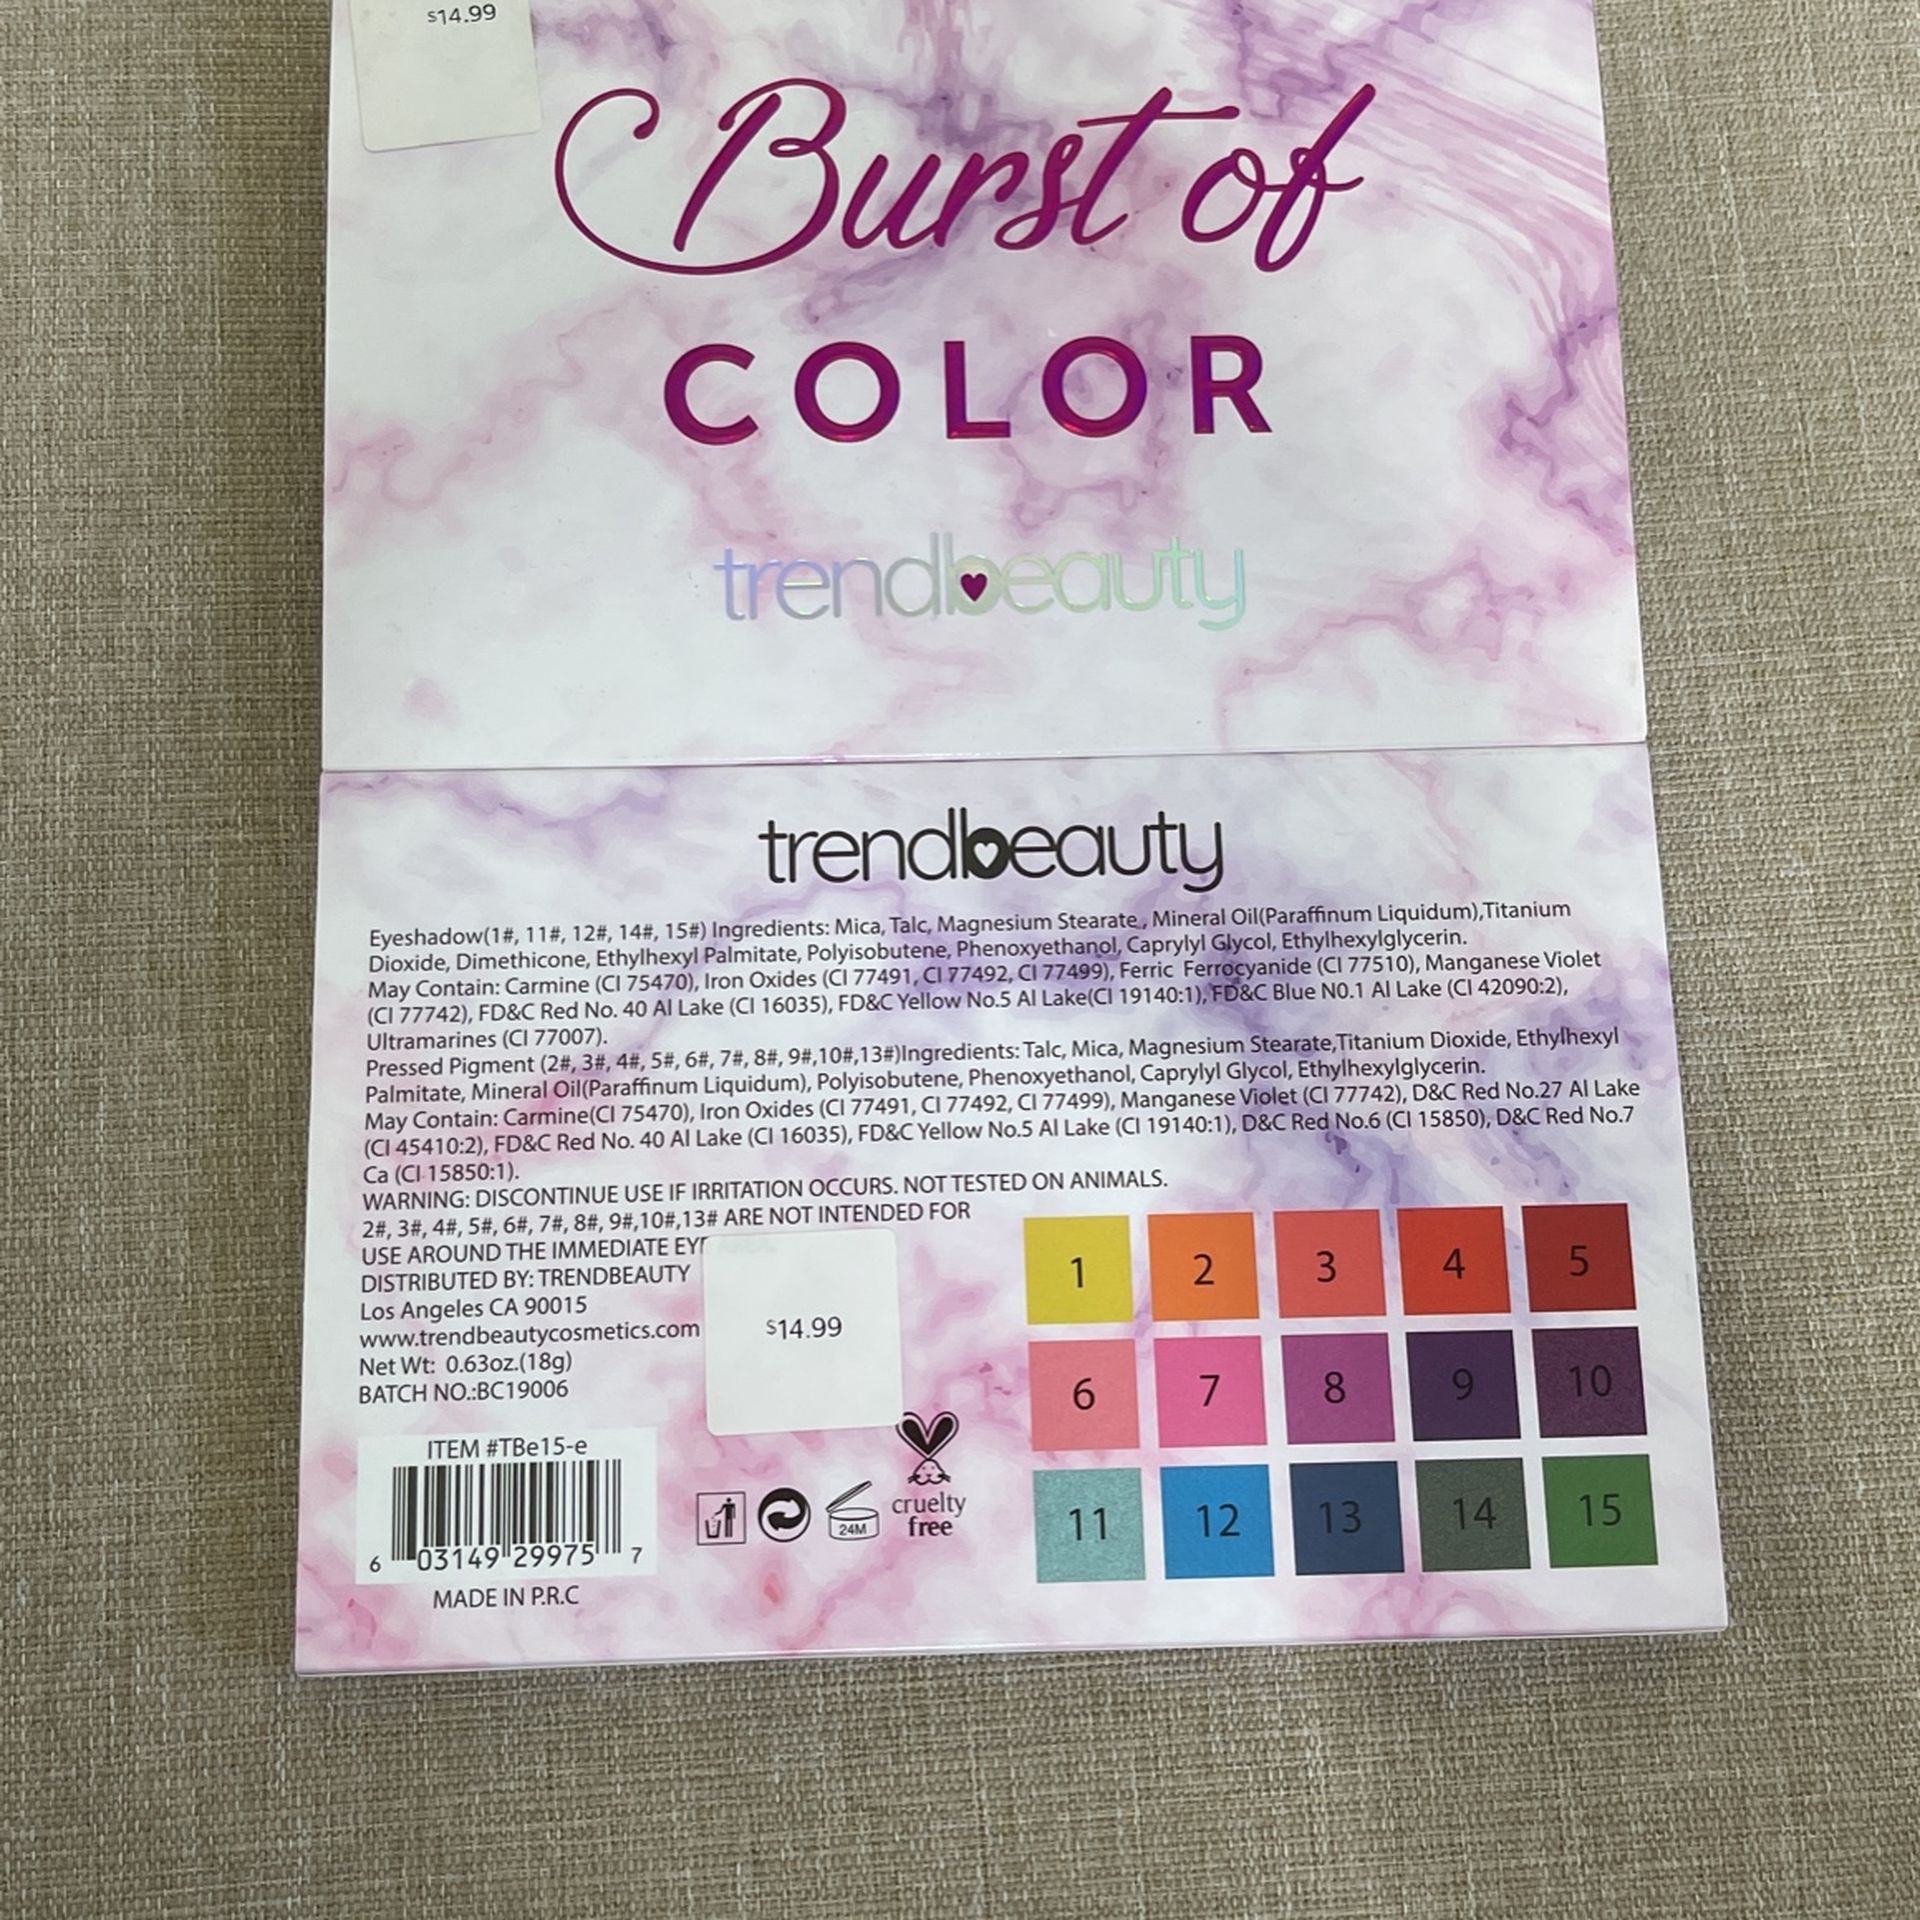 $14.99
Burst of
COLOR
trendbeauty
trendbeauty
Eyeshadow(1#, 11#, 12#, 14#, 15#) Ingredients: Mica, Talc, Magnesium Stearate , Mineral Oil(Paraffinum Liquidum),Titanium
Dioxide, Dimethicone, Ethylhexyl Palmitate, Polyisobutene, Phenoxyethanol, Caprylyl Glycol, Ethylhexylglycerin.
May Contain: Carmine (CI 75470), Iron Oxides (CI 77491, CI 77492, CI 77499), Ferric Ferrocyanide (CI 77510), Manganese Violet
(CI 77742), FD&C Red No. 40 Al Lake (CI 16035), FD&C Yellow No.5 Al Lake(CI 19140:1), FD&C Blue N0.1 Al Lake (CI 42090:2),
Ultramarines (CI 77007).
Pressed Pigment (2#, 3#, 4#, 5#, 6#, 7#, 8#, 9#,10#,13#)Ingredients: Talc, Mica, Magnesium Stearate,Titanium Dioxide, Ethylhexyl
Palmitate, Mineral Oil(Paraffinum Liquidum), Polyisobutene, Phenoxyethanol, Caprylyl Glycol, Ethylhexylglycerin.
May Contain: Carmine(CI 75470), Iron Oxides (CI 77491, CI 77492, CI 77499), Manganese Violet (CI 77742), D&C Red No.27 Al Lake
(CI 45410:2), FD&C Red No. 40 Al Lake (CI 16035), FD&C Yellow No.5 Al Lake (CI 19140:1), D&C Red No.6 (CI 15850), D&C Red No.7
Ca (CI 15850:1).
WARNING: DISCONTINUE USE IF IRRITATION OCCURS. NOT TESTED ON ANIMALS.
2#, 3#, 4#, 5#, 6#, 7#, 8#, 9#,10#,13# ARE NOT INTENDED FOR
USE AROUND THE IMMEDIATE
DISTRIBUTED BY: TRENDBEAUTY
Los Angeles CA 90015
www.trendbeautycosmetics.com
Net Wt: 0.63oz.(18g)
BATCH NO.:BC19006
$14.99
ITEM #TBe15-e
6 03149 29975 7
MADE IN P.R.C
24M
cruelty
free
1 2 3 4 5
6 7 8 9 10
11 12 13 14 15